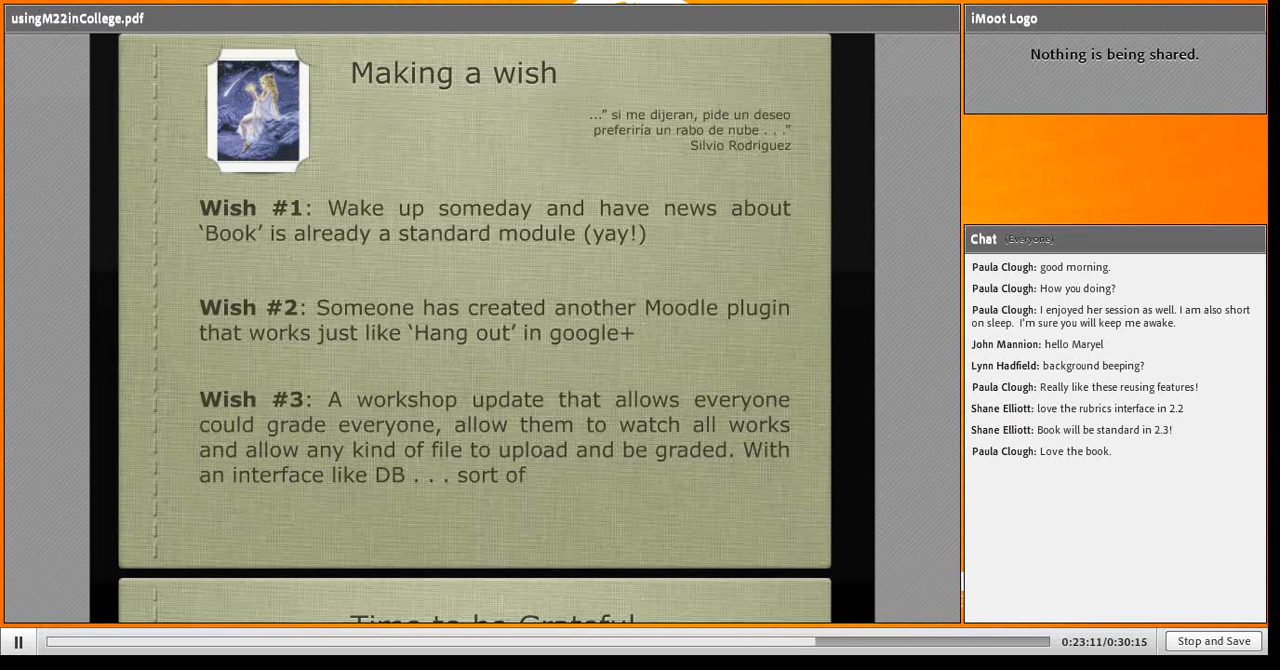 usingM22inCollege.pdf
Making a wish
..." si me dijeran, pide un deseo
preferiría un rabo de nube . . ."
Silvio Rodriguez
Wish #1: Wake up someday and have news about
‘Book’ is already a standard module (yay!)
Wish #2: Someone has created another Moodle plugin
that works just like ‘Hang out’ in google+
Wish #3: A workshop update that allows everyone
could grade everyone, allow them to watch all works
and allow any kind of file to upload and be graded. With
an interface like DB . . . sort of
Time to be Grateful
iMoot Logo
Nothing is being shared.
Chat (Everyone)
Paula Clough: good morning.
Paula Clough: How you doing?
Paula Clough: I enjoyed her session as well. I am also short
on sleep. I'm sure you will keep me awake.
John Mannion: hello Maryel
Lynn Hadfield: background beeping?
Paula Clough: Really like these reusing features!
Shane Elliott: love the rubrics interface in 2.2
Shane Elliott: Book will be standard in 2.3!
Paula Clough: Love the book.
0:23:11/0:30:15
Stop and Save